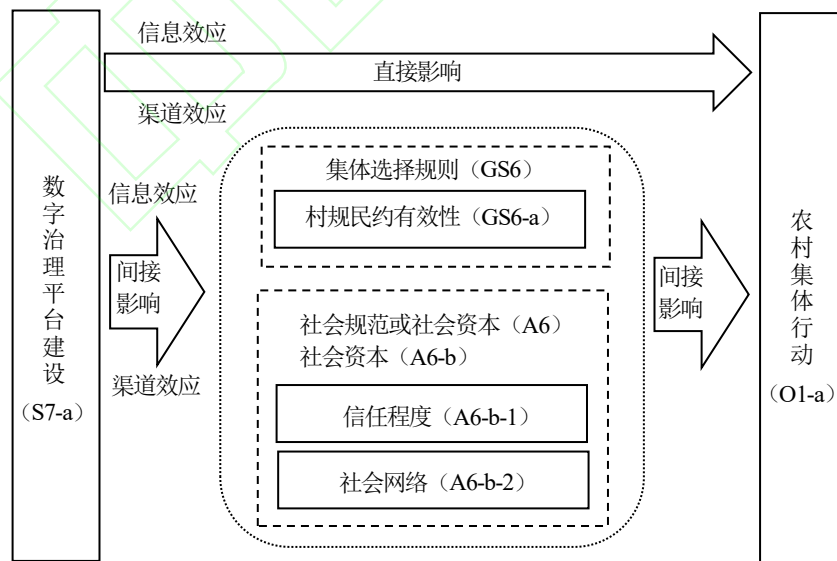 信息效应
直接影响
渠道效应
数字治理平台建设
（S7-a）
信息效应
间接
影响
渠道效应
集体选择规则（GS6）
村规民约有效性（GS6-a）
社会规范或社会资本（A6）
社会资本（A6-b）
信任程度（A6-b-1）
社会网络（A6-b-2）
间接
影响
农村集体行动
（O1-a）